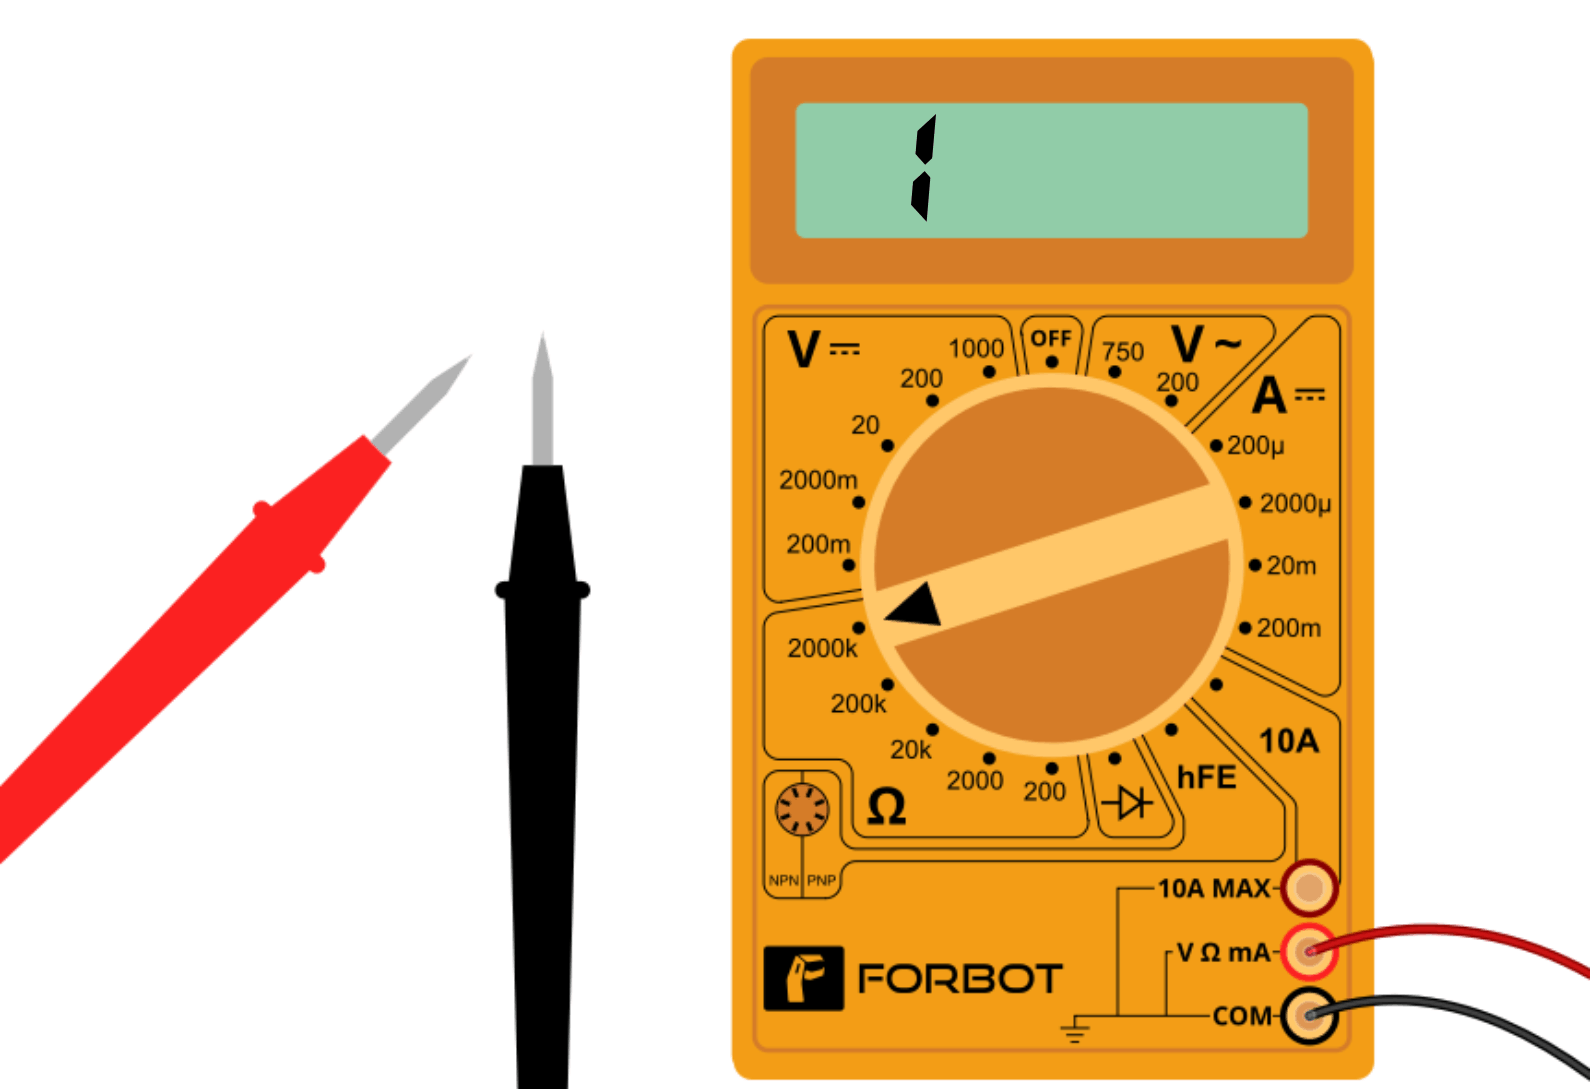 1
V ⎓
1000
OFF
750
V ~
200
200
A ⎓
20
200µ
2000m
2000µ
200m
20m
2000k
200m
200k
20k
10A
2000
200
hFE
Ω
NPN
PNP
10A MAX
V Ω mA
FORBOT
COM